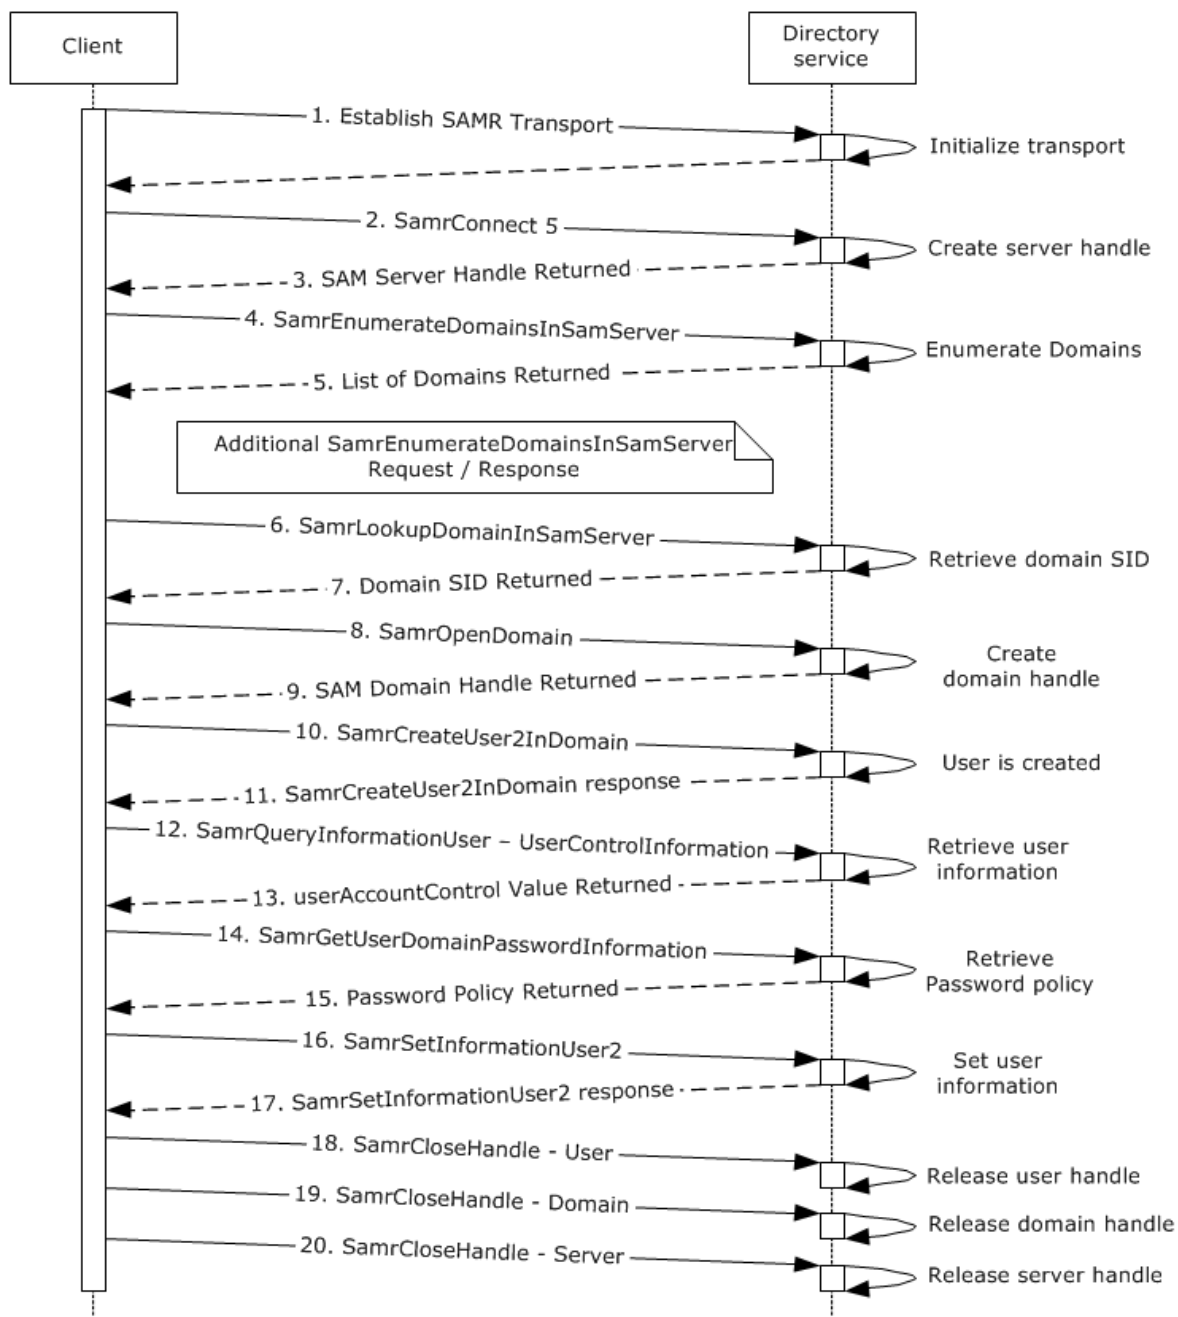 Client
Directory
service
1. Establish SAMR Transport
Initialize transport
2. SamrConnect 5
Create server handle
3. SAM Server Handle Returned
4. SamrEnumerateDomainsInSamServer
Enumerate Domains
5. List of Domains Returned
Additional SamrEnumerateDomainsInSamServer
Request / Response
6. SamrLookupDomainInSamServer
Retrieve domain SID
7. Domain SID Returned
8. SamrOpenDomain
Create
domain handle
9. SAM Domain Handle Returned
10. SamrCreateUser2InDomain
User is created
11. SamrCreateUser2InDomain response
12. SamrQueryInformationUser – UserControlInformation
Retrieve user
information
13. userAccountControl Value Returned
14. SamrGetUserDomainPasswordInformation
Retrieve
Password policy
15. Password Policy Returned
16. SamrSetInformationUser2
Set user
information
17. SamrSetInformationUser2 response
18. SamrCloseHandle - User
Release user handle
19. SamrCloseHandle - Domain
Release domain handle
20. SamrCloseHandle - Server
Release server handle